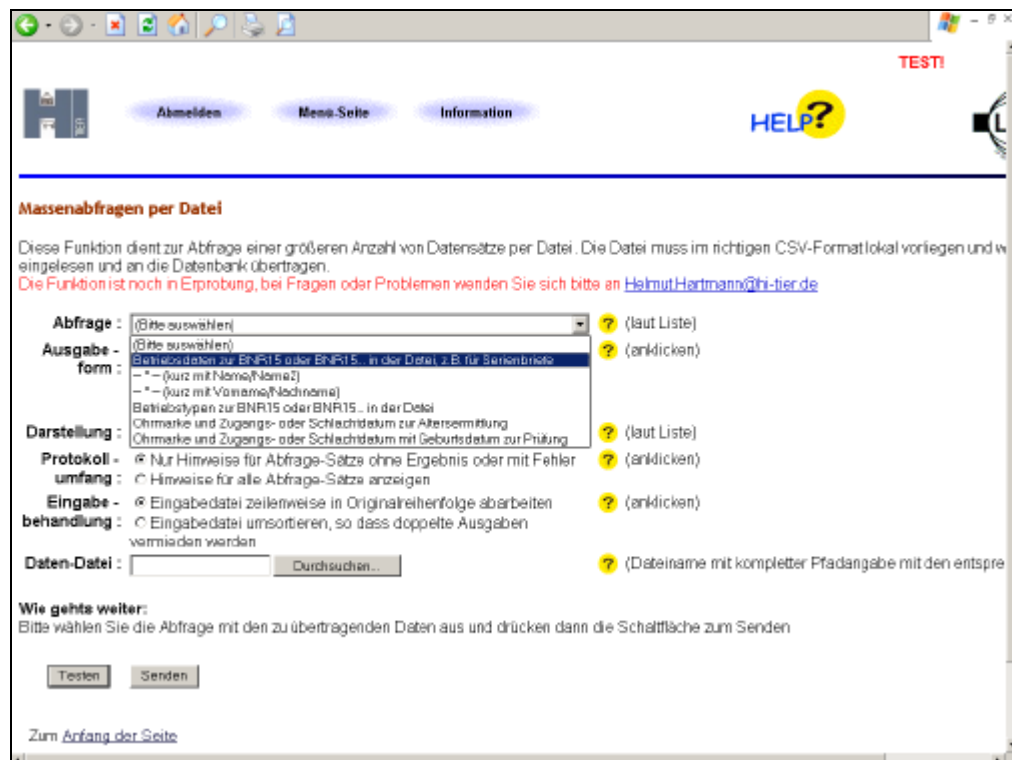 TEST!
Abmelden Menü-Seite Information HELP?
Massenabfragen per Datei
Diese Funktion dient zur Abfrage einer größeren Anzahl von Datensätze per Datei. Die Datei muss im richtigen CSV-Format lokal vorliegen und w
eingelesen und an die Datenbank übertragen.
Die Funktion ist noch in Erprobung, bei Fragen oder Problemen wenden Sie sich bitte an Helmut.Hartmann@hi-tier.de
Abfrage : (Bitte auswählen( ? (laut Liste)
(Bitte auswählen)
Ausgabe - ? (anklicken)
form :
Betriebsdaten zur BNR15 oder BNR15.. in der Datei, z.B. für Serienbriefe
-- " -- (kurz mit Name/Name2)
-- " -- (kurz mit Vorname/Nachname)
Betriebstypen zur BNR15 oder BNR15.. in der Datei
Ohrmarke und Zugangs- oder Schlachtdatum zur Altersermittlung
Ohrmarke und Zugangs- oder Schlachtdatum mit Geburtsdatum zur Prüfung
Darstellung : ? (laut Liste)
Protokoll - Nur Hinweise für Abfrage-Sätze ohne Ergebnis oder mit Fehler ? (anklicken)
umfang : Hinweise für alle Abfrage-Sätze anzeigen
Eingabe - Eingabedatei zeilenweise in Originalreihenfolge abarbeiten ? (anklicken)
behandlung : Eingabedatei umsortieren, so dass doppelte Ausgaben
vermieden werden
Daten-Datei : Durchsuchen... ? (Dateiname mit kompletter Pfadangabe mit den entspre
Wie gehts weiter:
Bitte wählen Sie die Abfrage mit den zu übertragenden Daten aus und drücken dann die Schaltfläche zum Senden
Testen Senden
Zum Anfang der Seite